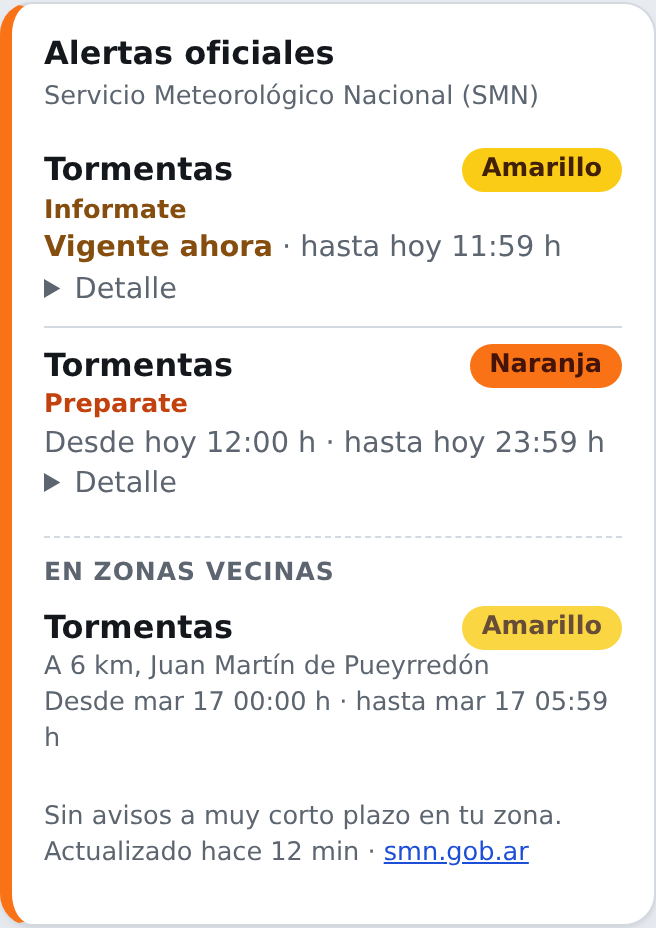 Alertas oficiales
Servicio Meteorológico Nacional (SMN)
Tormentas Amarillo
Informate
Vigente ahora · hasta hoy 11:59 h
▶ Detalle
Tormentas Naranja
Preparate
Desde hoy 12:00 h · hasta hoy 23:59 h
▶ Detalle
EN ZONAS VECINAS
Tormentas Amarillo
A 6 km, Juan Martín de Pueyrredón
Desde mar 17 00:00 h · hasta mar 17 05:59
h
Sin avisos a muy corto plazo en tu zona.
Actualizado hace 12 min · smn.gob.ar